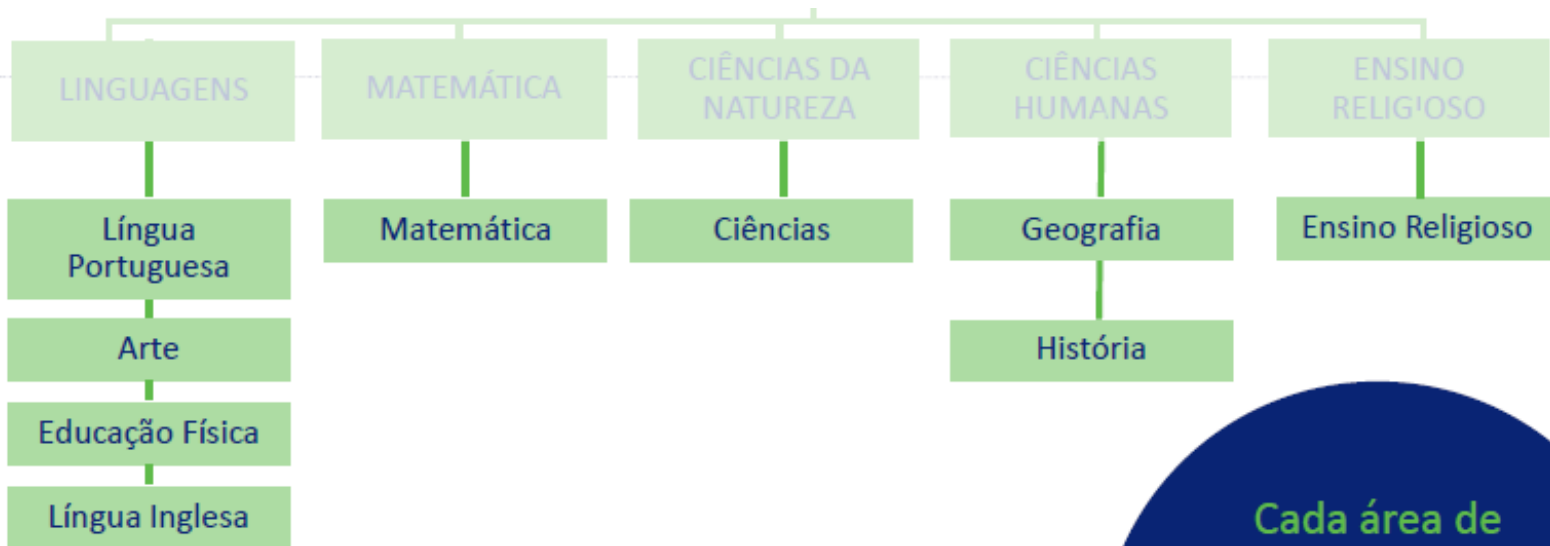 LINGUAGENS
MATEMÁTICA
CIÊNCIAS DA
NATUREZA
CIÊNCIAS
HUMANAS
ENSINO
RELIGIOSO
Língua
Portuguesa
Arte
Educação Física
Língua Inglesa
Matemática
Ciências
Geografia
História
Ensino Religioso
Cada área de